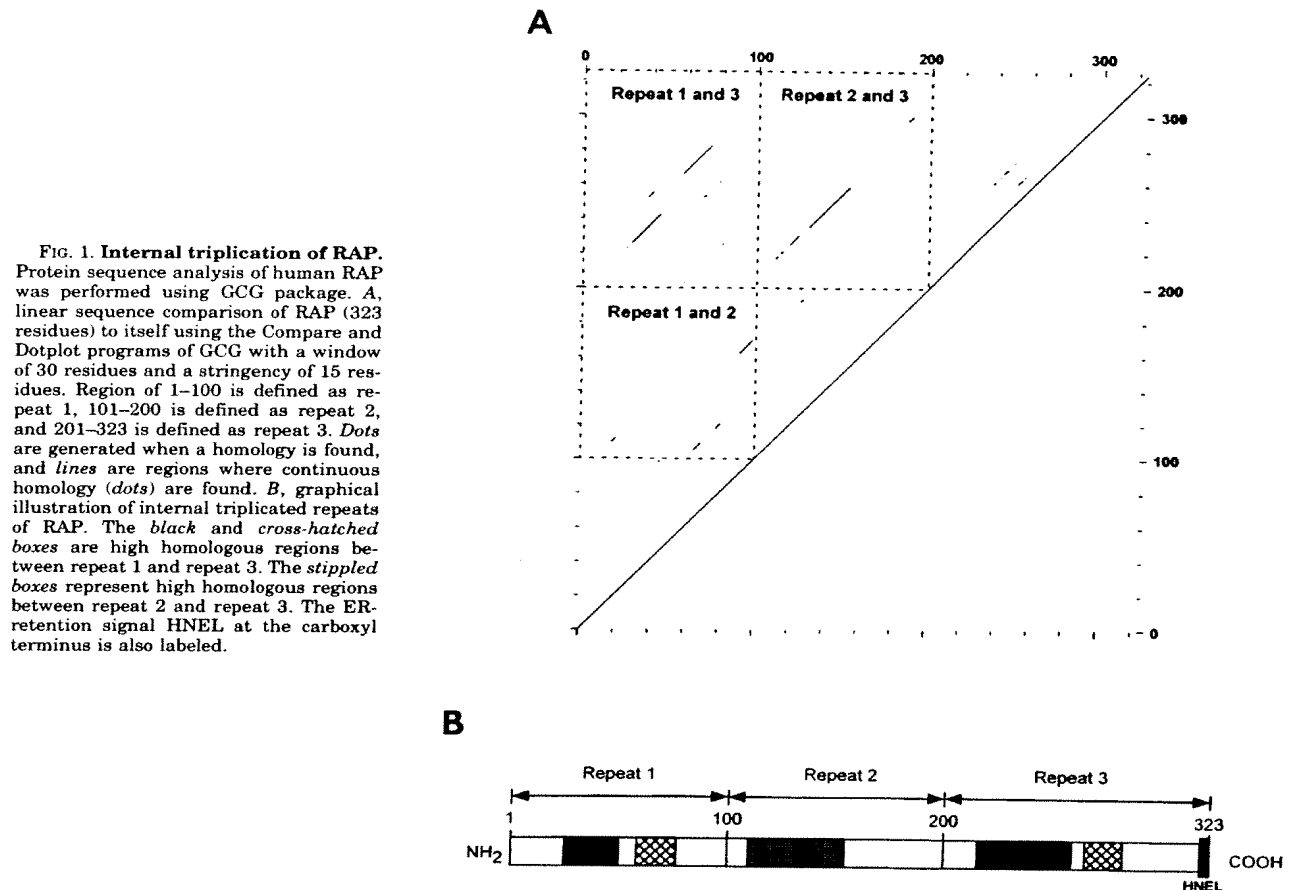 A
0 100 200 300
Repeat 1 and 3 Repeat 2 and 3
300
Repeat 1 and 2
200
100
0
FIG. 1. Internal triplication of RAP.
Protein sequence analysis of human RAP
was performed using GCG package. A,
linear sequence comparison of RAP (323
residues) to itself using the Compare and
Dotplot programs of GCG with a window
of 30 residues and a stringency of 15 res-
idues. Region of 1–100 is defined as re-
peat 1, 101–200 is defined as repeat 2,
and 201–323 is defined as repeat 3. Dots
are generated when a homology is found,
and lines are regions where continuous
homology (dots) are found. B, graphical
illustration of internal triplicated repeats
of RAP. The black and cross-hatched
boxes are high homologous regions be-
tween repeat 1 and repeat 3. The stippled
boxes represent high homologous regions
between repeat 2 and repeat 3. The ER-
retention signal HNEL at the carboxyl
terminus is also labeled.
B
Repeat 1 Repeat 2 Repeat 3
1 100 200 323
NH2 COOH
HNEL